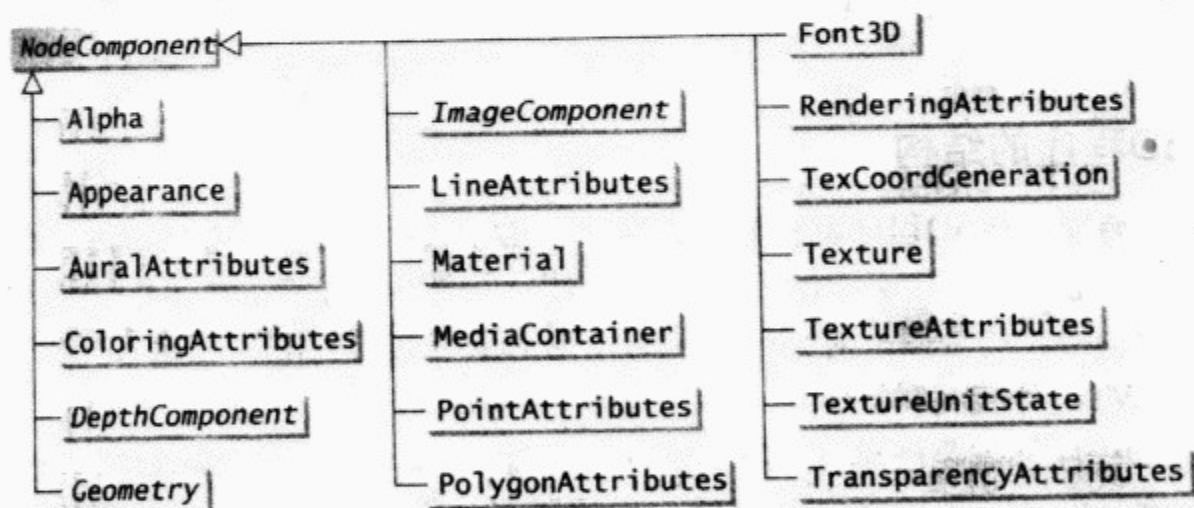 NodeComponent
Alpha
Appearance
AuralAttributes
ColoringAttributes
DepthComponent
Geometry
ImageComponent
LineAttributes
Material
MediaContainer
PointAttributes
PolygonAttributes
Font3D
RenderingAttributes
TexCoordGeneration
Texture
TextureAttributes
TextureUnitState
TransparencyAttributes